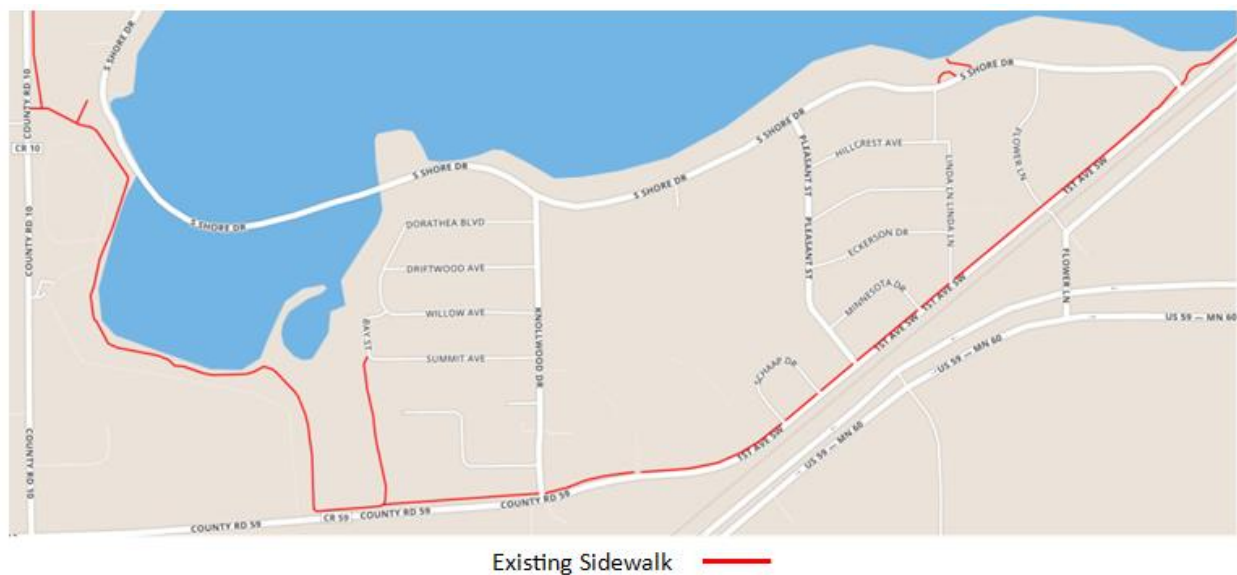 S SHORE DR
COUNTY RD 10
CR 10
COUNTY RD 10
COUNTY RD 10
S SHORE DR
S SHORE DR
S SHORE DR
S SHORE DR
S SHORE DR
PLEASANT ST
PLEASANT ST
HILLCREST AVE
LINDA LN
LINDA LN
ECKERSON DR
MINNESOTA DR
FLOWER LN
FLOWER LN
1ST AVE SW
1ST AVE SW
1ST AVE SW
1ST AVE SW
DORATHEA BLVD
DRIFTWOOD AVE
WILLOW AVE
BAY ST
SUMMIT AVE
KNOLLWOOD DR
CHAAP DR
US 59 — MN 60
US 59 — MN 60
US 59 — MN 60
COUNTY RD 59
CR 59
COUNTY RD 59
COUNTY RD 59
Existing Sidewalk